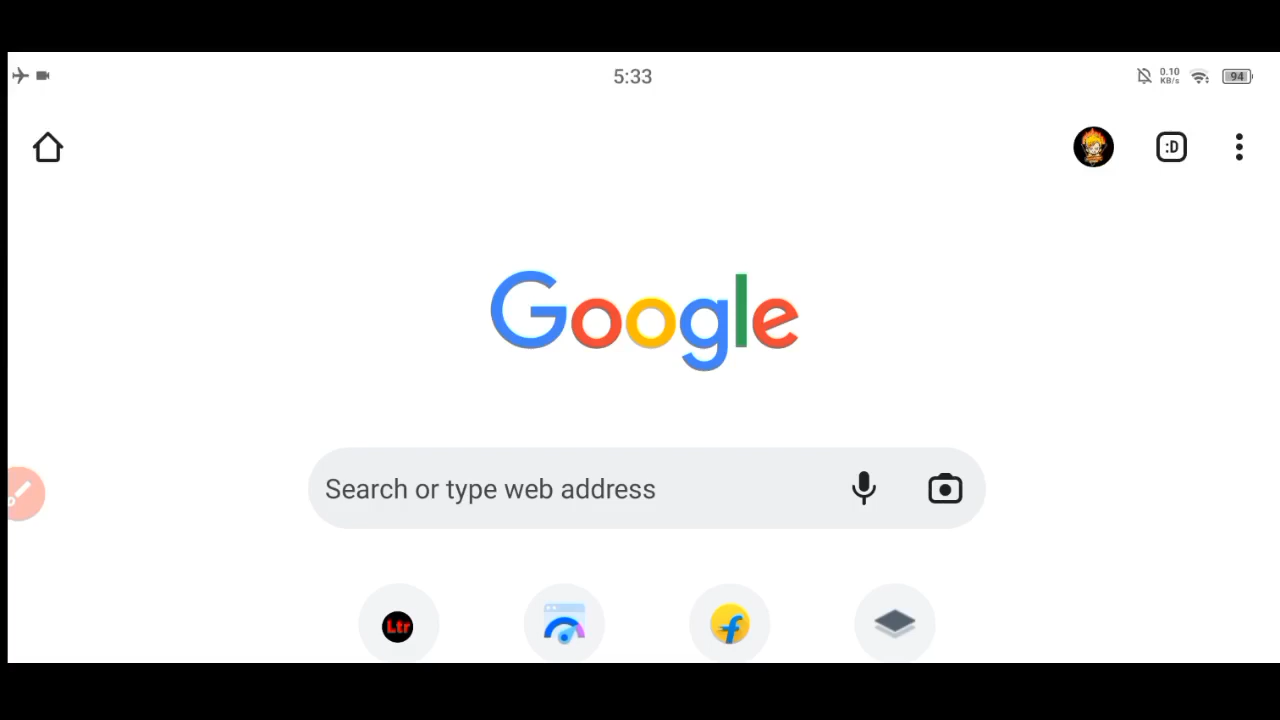 5:33
0.10
KB/s
94
:D
Google
Search or type web address
Ltr